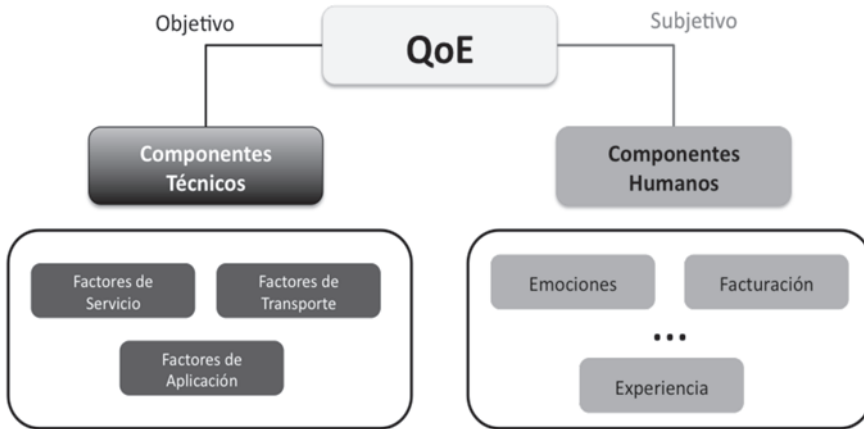 Objetivo
QoE
Subjetivo
Componentes
Técnicos
Componentes
Humanos
Factores de
Servicio
Factores de
Transporte
Factores de
Aplicación
Emociones
Facturación
...
Experiencia